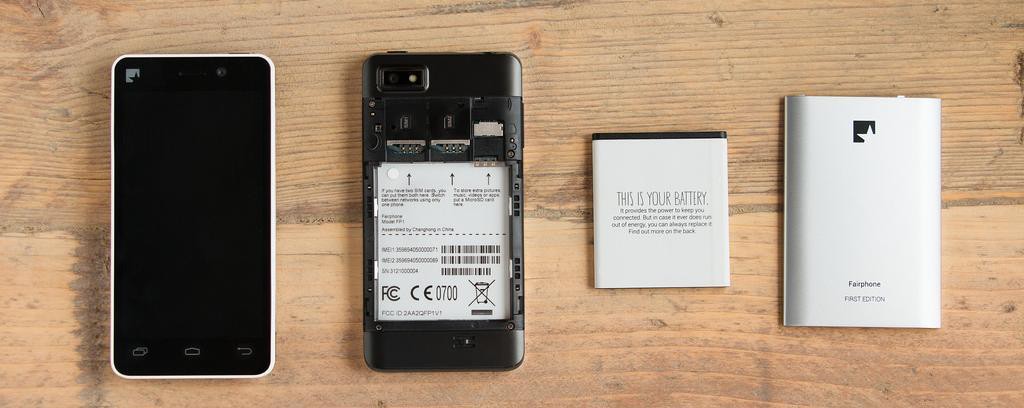 If you have two SIM cards, you
can put them both here. Switch
between networks using only
one phone
To store extra pictures,
music, videos or apps,
put a MicroSD card
here.
Fairphone
Model: FP1
Assembled by Changhong in China
IMEI1:359694050000071
IMEI2:359694050000089
SN:3121000004
FC CE 0700
FCC ID:2AA2QFP1V1
THIS IS YOUR BATTERY.
It provides the power to keep you
connected. But in case it ever does run
out of energy, you can always replace it.
Find out more on the back.
Fairphone
FIRST EDITION